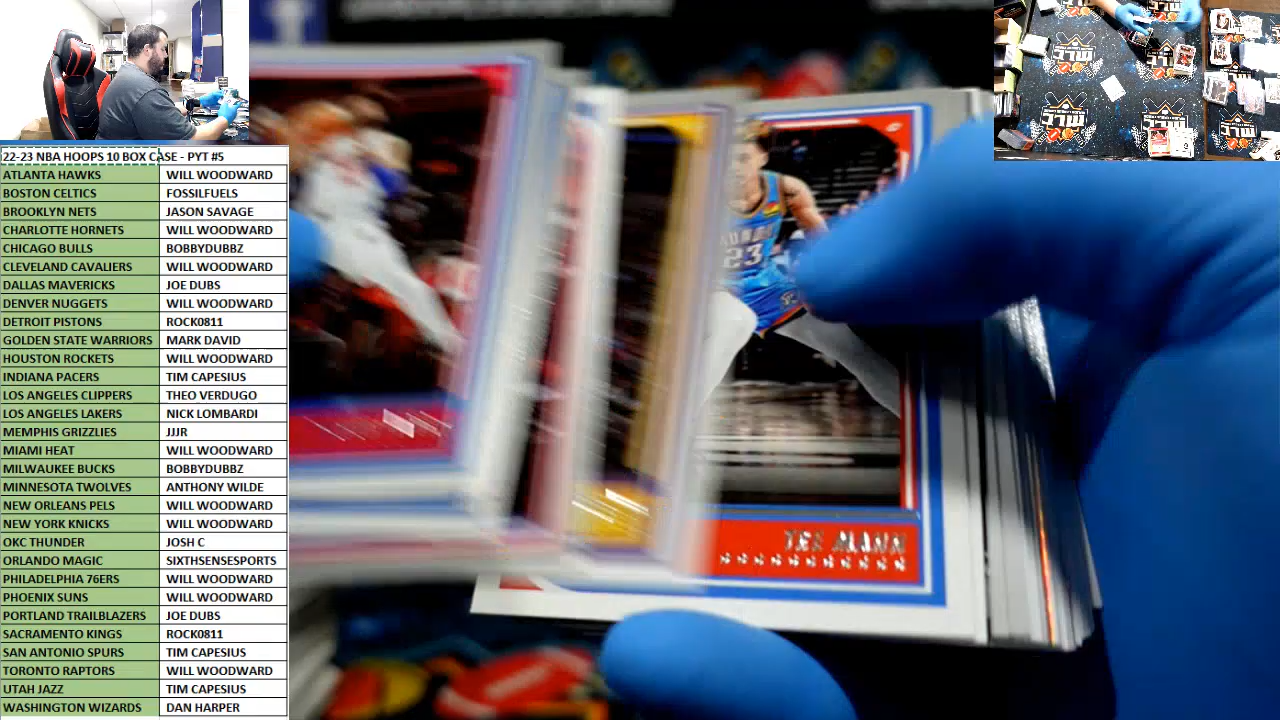 22-23 NBA HOOPS 10 BOX CASE - PYT #5
ATLANTA HAWKS WILL WOODWARD
BOSTON CELTICS FOSSILFUELS
BROOKLYN NETS JASON SAVAGE
CHARLOTTE HORNETS WILL WOODWARD
CHICAGO BULLS BOBBYDUBBZ
CLEVELAND CAVALIERS WILL WOODWARD
DALLAS MAVERICKS JOE DUBS
DENVER NUGGETS WILL WOODWARD
DETROIT PISTONS ROCK0811
GOLDEN STATE WARRIORS MARK DAVID
HOUSTON ROCKETS WILL WOODWARD
INDIANA PACERS TIM CAPESIUS
LOS ANGELES CLIPPERS THEO VERDUGO
LOS ANGELES LAKERS NICK LOMBARDI
MEMPHIS GRIZZLIES JJJR
MIAMI HEAT WILL WOODWARD
MILWAUKEE BUCKS BOBBYDUBBZ
MINNESOTA TWOLVES ANTHONY WILDE
NEW ORLEANS PELS WILL WOODWARD
NEW YORK KNICKS WILL WOODWARD
OKC THUNDER JOSH C
ORLANDO MAGIC SIXTHSENSESPORTS
PHILADELPHIA 76ERS WILL WOODWARD
PHOENIX SUNS WILL WOODWARD
PORTLAND TRAILBLAZERS JOE DUBS
SACRAMENTO KINGS ROCK0811
SAN ANTONIO SPURS TIM CAPESIUS
TORONTO RAPTORS WILL WOODWARD
UTAH JAZZ TIM CAPESIUS
WASHINGTON WIZARDS DAN HARPER
23
TRE MANN